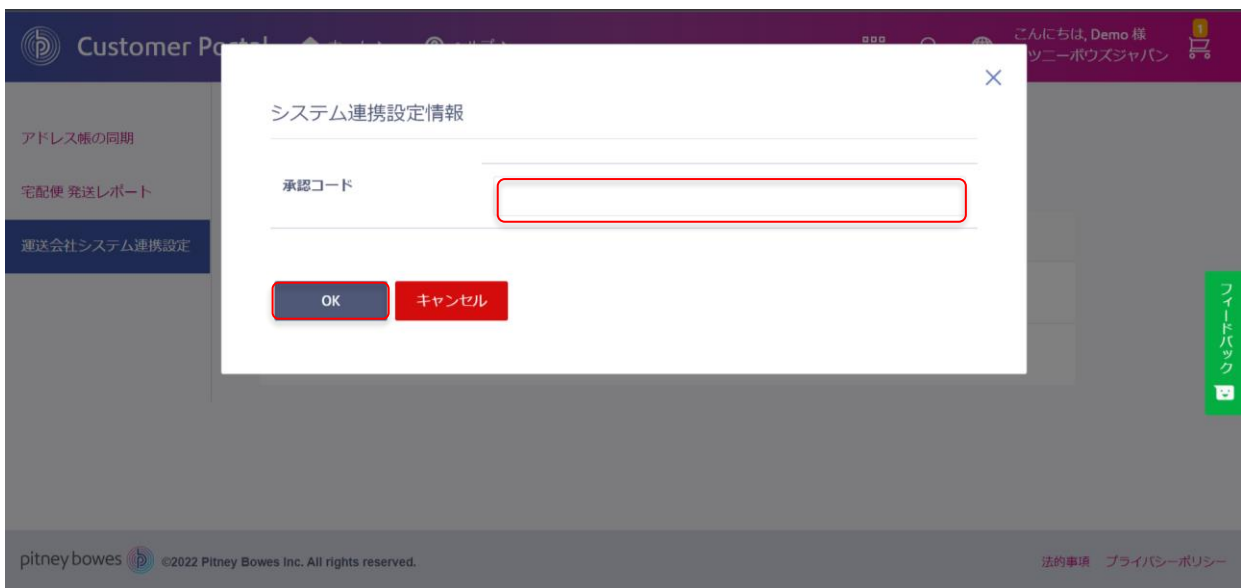 Customer
こんにちは, Demo 様
1
ツニーボウズジャパン
システム連携設定情報
アドレス帳の同期
宅配便 発送レポート
運送会社システム連携設定
承認コード
OK
キャンセル
フィードバック
pitney bowes
©2022 Pitney Bowes Inc. All rights reserved.
法的事項
プライバシーポリシー